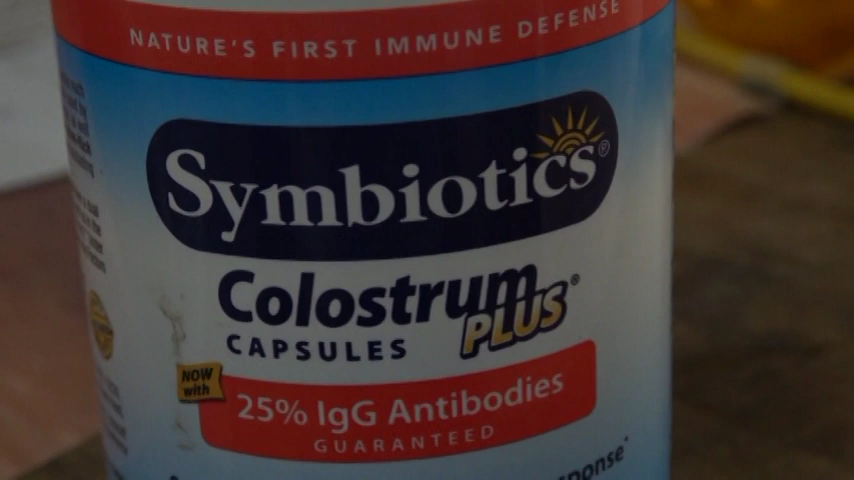 NATURE'S FIRST IMMUNE DEFENSE
Symbiotics®
Colostrum PLUS®
CAPSULES
NOW
with
25% IgG Antibodies
GUARANTEED